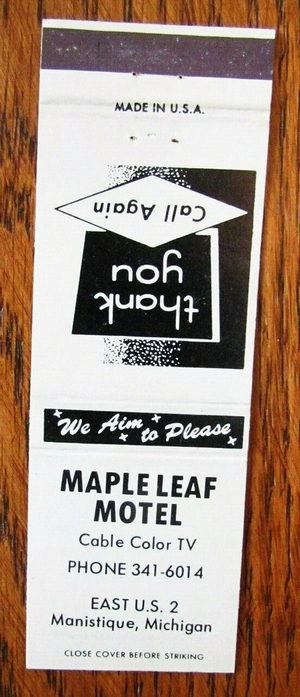 MADE IN U.S.A.
thank
you
Call Again
We Aim
to Please
MAPLE LEAF
MOTEL
Cable Color TV
PHONE 341-6014
EAST U.S. 2
Manistique, Michigan
CLOSE COVER BEFORE STRIKING